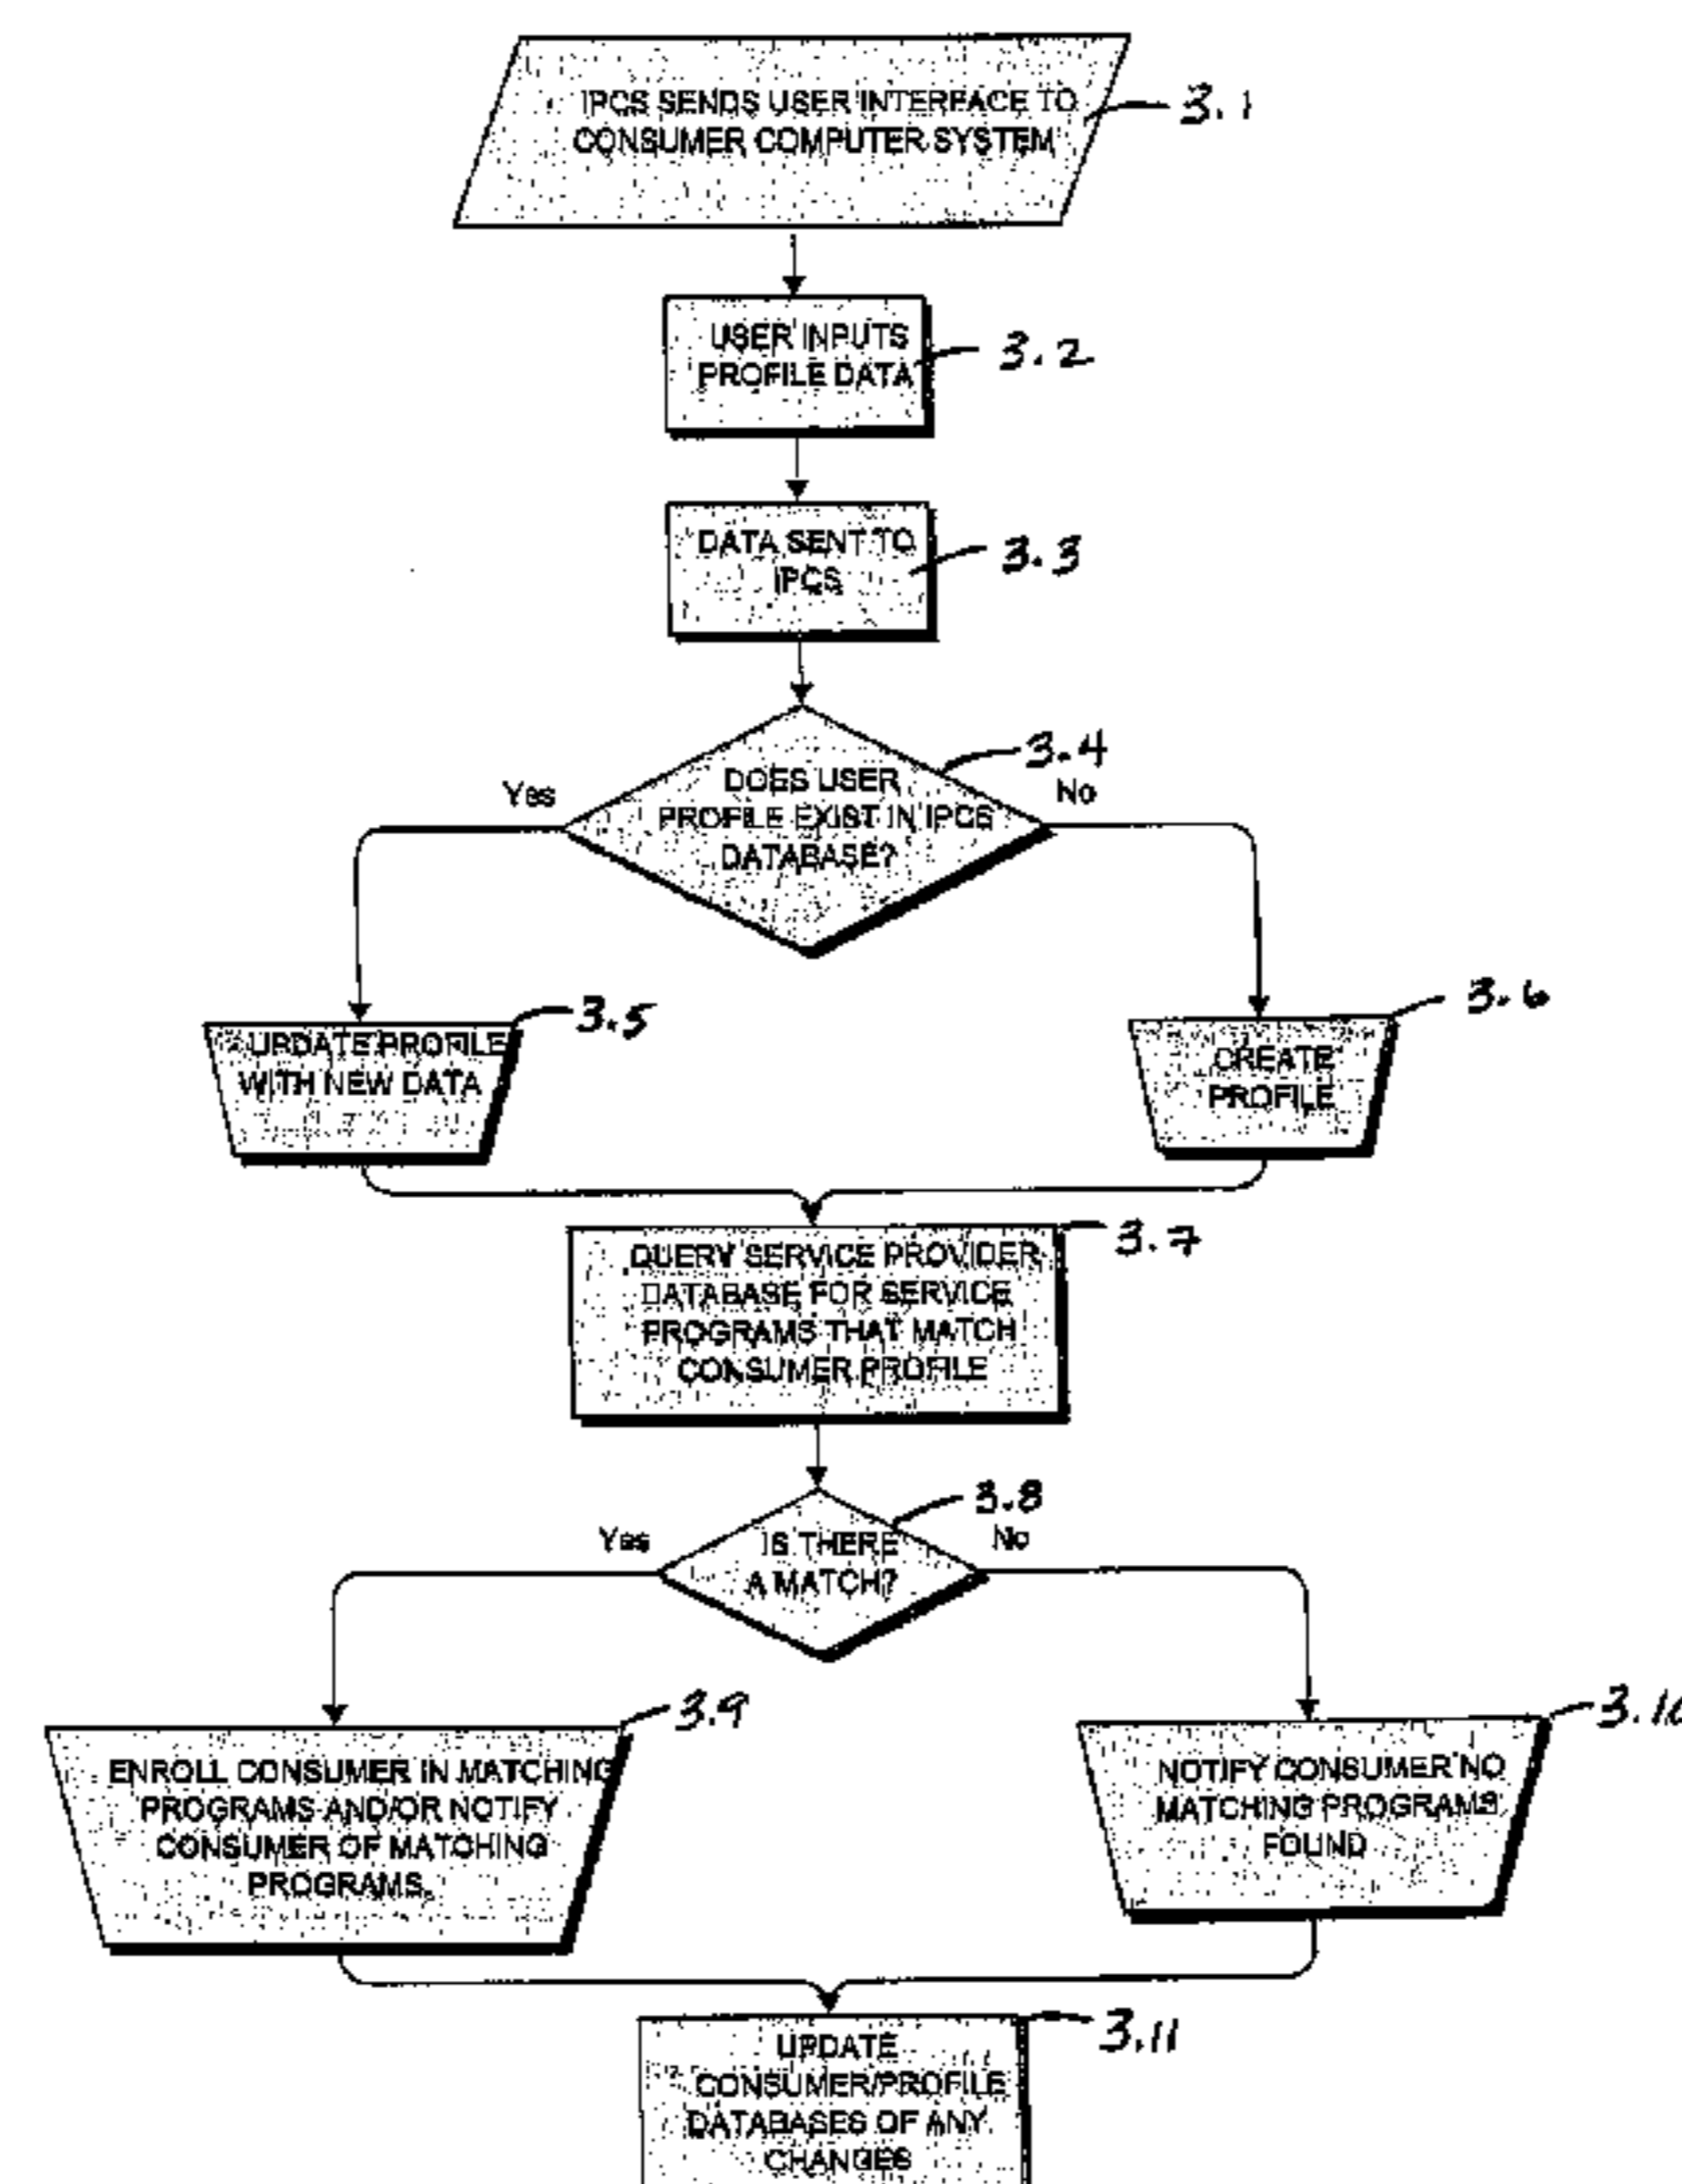 IPCS SENDS USER INTERFACE TO
CONSUMER COMPUTER SYSTEM
3.1
USER INPUTS
PROFILE DATA
3.2
DATA SENT TO
IPCS
3.3
3.4
Yes
No
DOES USER
PROFILE EXIST IN IPCS
DATABASE?
3.5
UPDATE PROFILE
WITH NEW DATA
3.6
CREATE
PROFILE
3.7
QUERY SERVICE PROVIDER
DATABASE FOR SERVICE
PROGRAMS THAT MATCH
CONSUMER PROFILE
3.8
Yes
No
IS THERE
A MATCH?
3.9
ENROLL CONSUMER IN MATCHING
PROGRAMS AND/OR NOTIFY
CONSUMER OF MATCHING
PROGRAMS.
3.10
NOTIFY CONSUMER NO
MATCHING PROGRAMS
FOUND
3.11
UPDATE
CONSUMER/PROFILE
DATABASES OF ANY
CHANGES